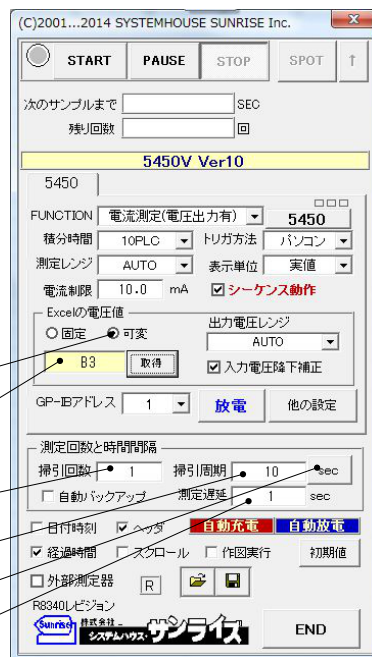 (C)2001...2014 SYSTEMHOUSE SUNRISE Inc.
START PAUSE STOP SPOT ↑
次のサンプルまで SEC
残り回数 回
5450V Ver10
5450
FUNCTION 電流測定(電圧出力有) 5450
積分時間 10PLC トリガ方法 パソコン
測定レンジ AUTO 表示単位 実値
電流制限 10.0 mA シーケンス動作
Excelの電圧値 出力電圧レンジ
固定 可変 AUTO
B3 取得 入力電圧降下補正
GP-IBアドレス 1 放電 他の設定
測定回数と時間間隔
掃引回数 1 掃引周期 10 sec
自動バックアップ 測定遅延 1 sec
日付時刻 ヘッダ 自動充電 自動放電
経過時間 スクロール 作図実行 初期値
外部測定器 R
R8340レビジョン
Sunrise 株式会社 システムハウス サンライズ END